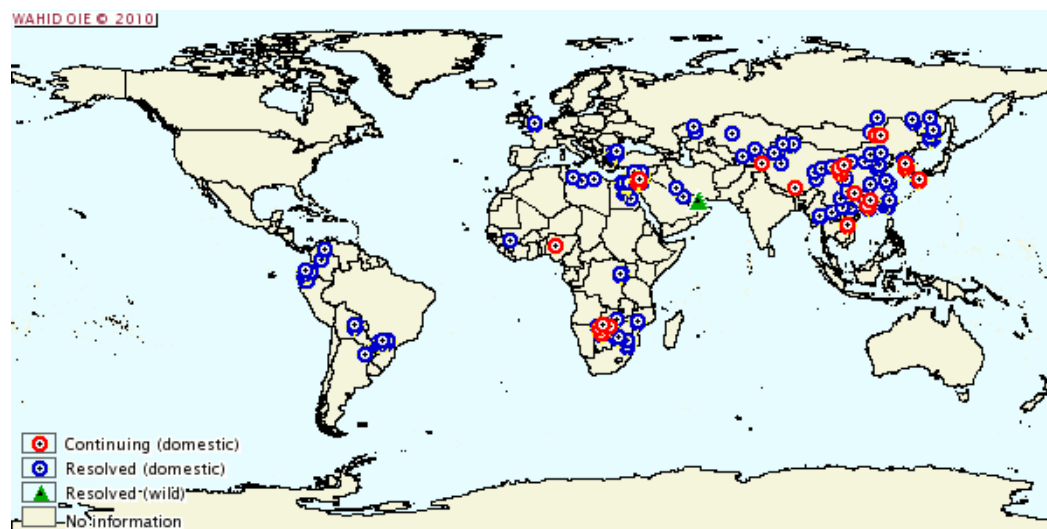 WAHID OIE © 2010
Continuing (domestic)
Resolved (domestic)
Resolved (wild)
No information